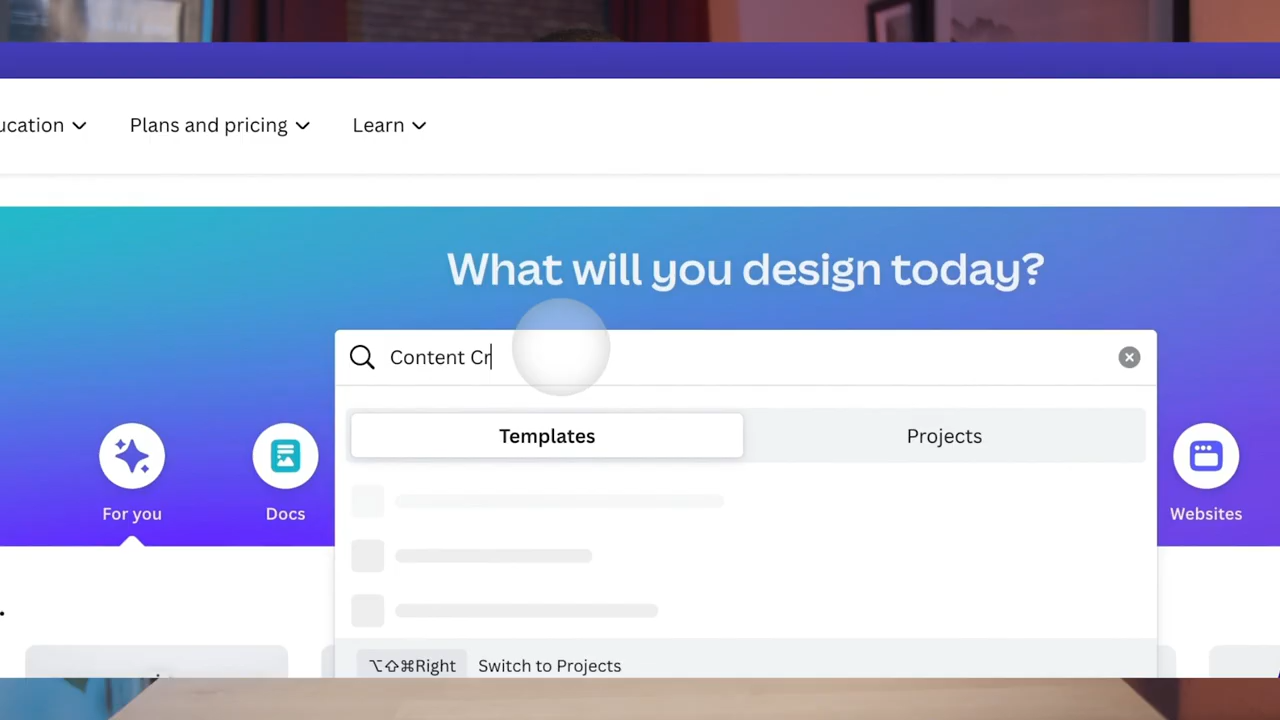 ucation
Plans and pricing
Learn
What will you design today?
Content Cr
Templates
Projects
For you
Docs
Websites
⌥⇧⌘Right
Switch to Projects